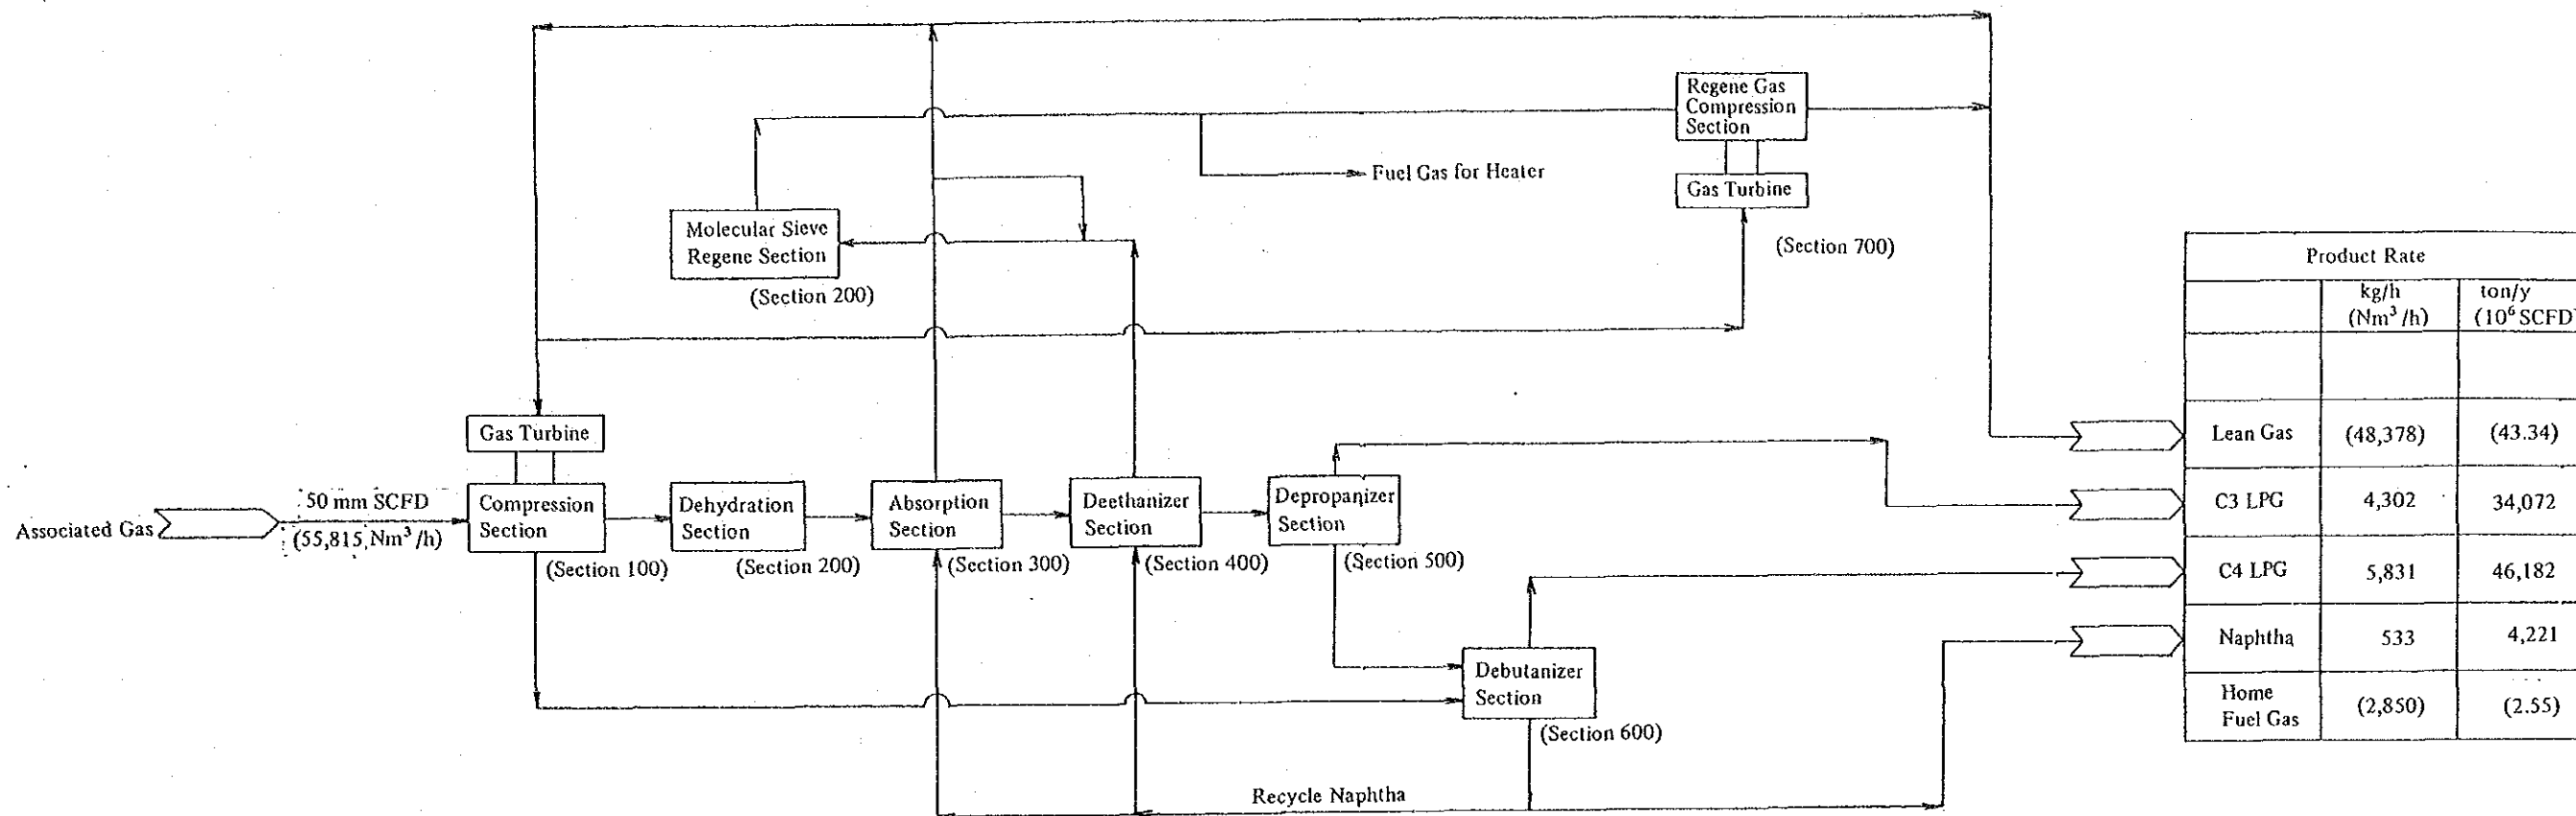 Regene Gas
Compression
Section
Fuel Gas for Heater
Gas Turbine
Molecular Sieve
Regene Section
(Section 700)
(Section 200)
Gas Turbine
Associated Gas
50 mm SCFD
(55,815 Nm³/h)
Compression
Section
(Section 100)
Dehydration
Section
(Section 200)
Absorption
Section
(Section 300)
Deethanizer
Section
(Section 400)
Depropanizer
Section
(Section 500)
Debutanizer
Section
(Section 600)
Recycle Naphtha
Product Rate
kg/h ton/y
(Nm³/h) (10⁶ SCFD)
Lean Gas (48,378) (43.34)
C3 LPG 4,302 34,072
C4 LPG 5,831 46,182
Naphtha 533 4,221
Home
Fuel Gas (2,850) (2.55)